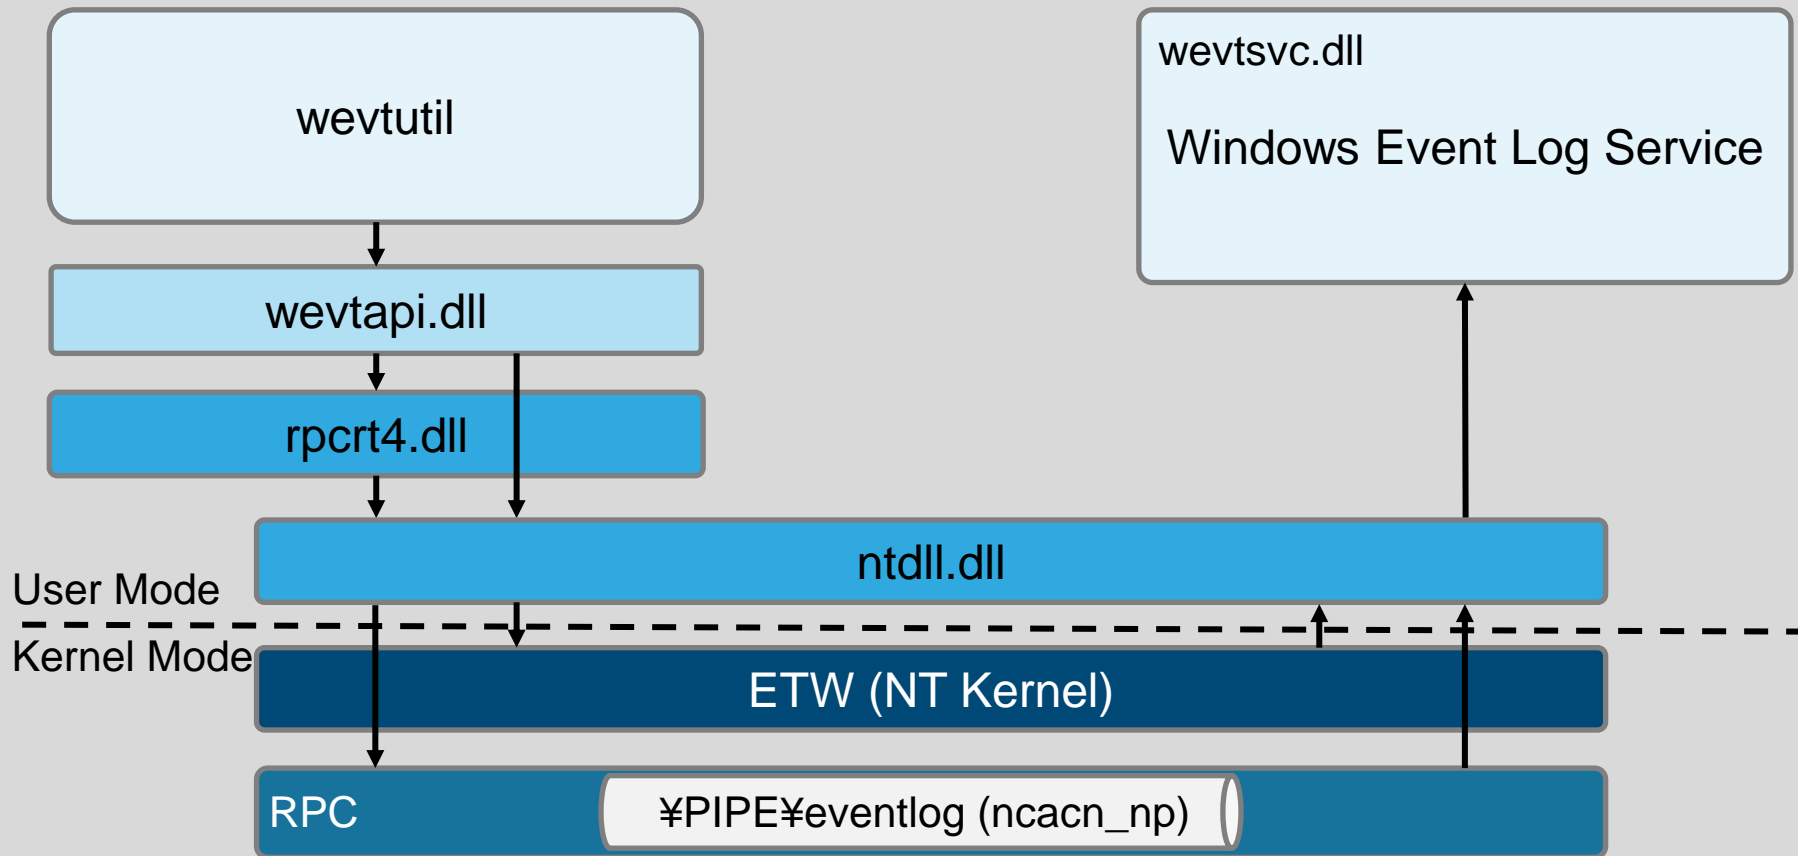 wevtutil
wevtsvc.dll
Windows Event Log Service
wevtapi.dll
rpcrt4.dll
ntdll.dll
User Mode
Kernel Mode
ETW (NT Kernel)
RPC
¥PIPE¥eventlog (ncacn_np)